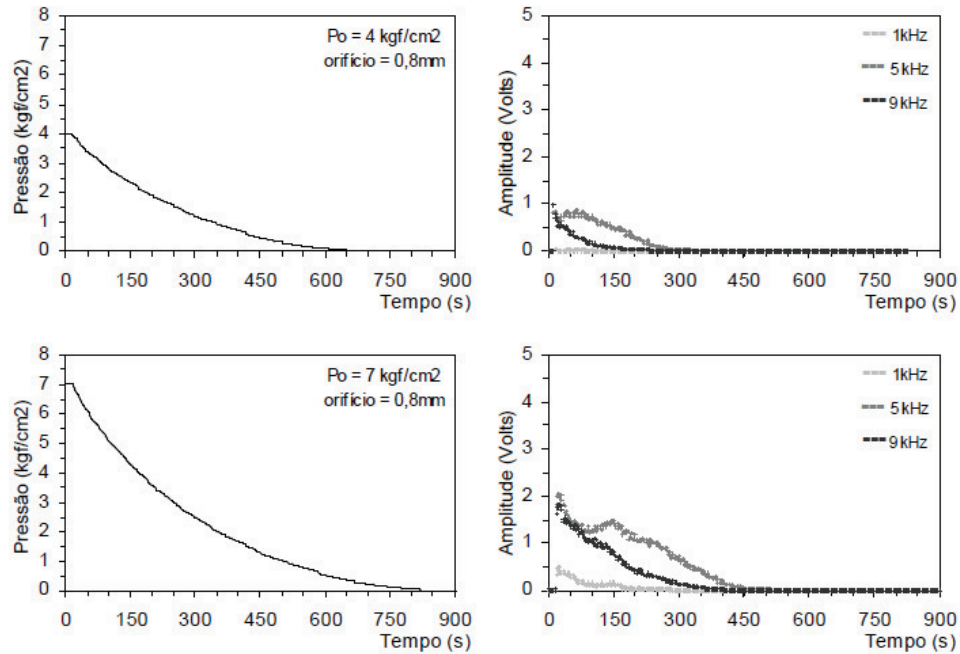 Po = 4 kgf/cm2
orifício = 0,8mm
Pressão (kgf/cm2)
8
7
6
5
4
3
2
1
0
0 150 300 450 600 750 900
Tempo (s)
1kHz
5kHz
9kHz
Amplitude (Volts)
5
4
3
2
1
0
0 150 300 450 600 750 900
Tempo (s)
Po = 7 kgf/cm2
orifício = 0,8mm
Pressão (kgf/cm2)
8
7
6
5
4
3
2
1
0
0 150 300 450 600 750 900
Tempo (s)
1kHz
5kHz
9kHz
Amplitude (Volts)
5
4
3
2
1
0
0 150 300 450 600 750 900
Tempo (s)